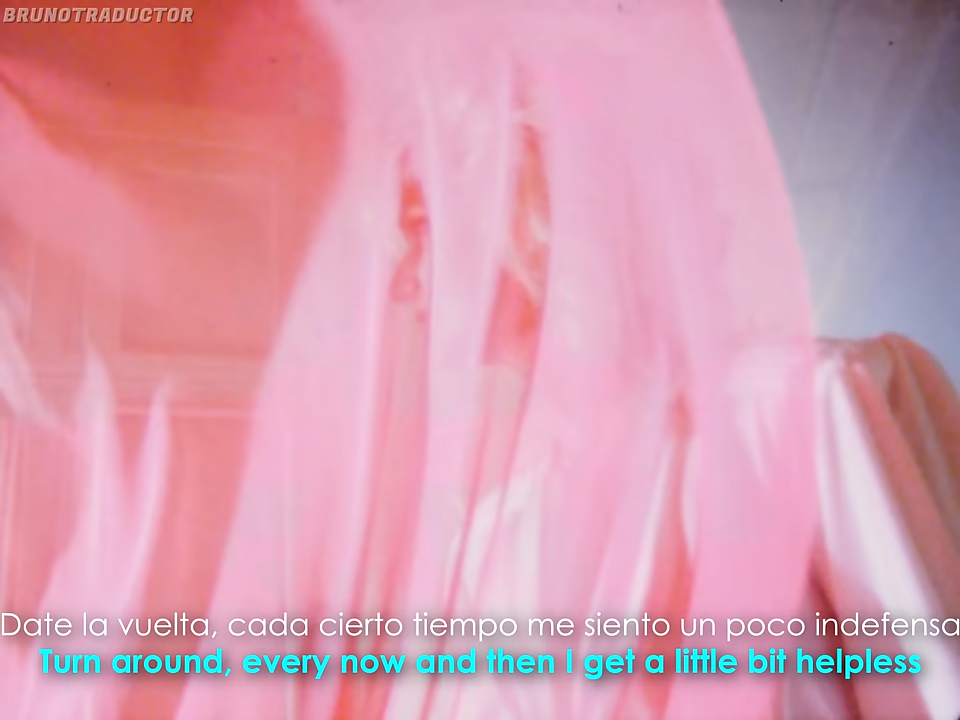 BRUNOTRADUCTOR
Date la vuelta, cada cierto tiempo me siento un poco indefensa
Turn around, every now and then I get a little bit helpless